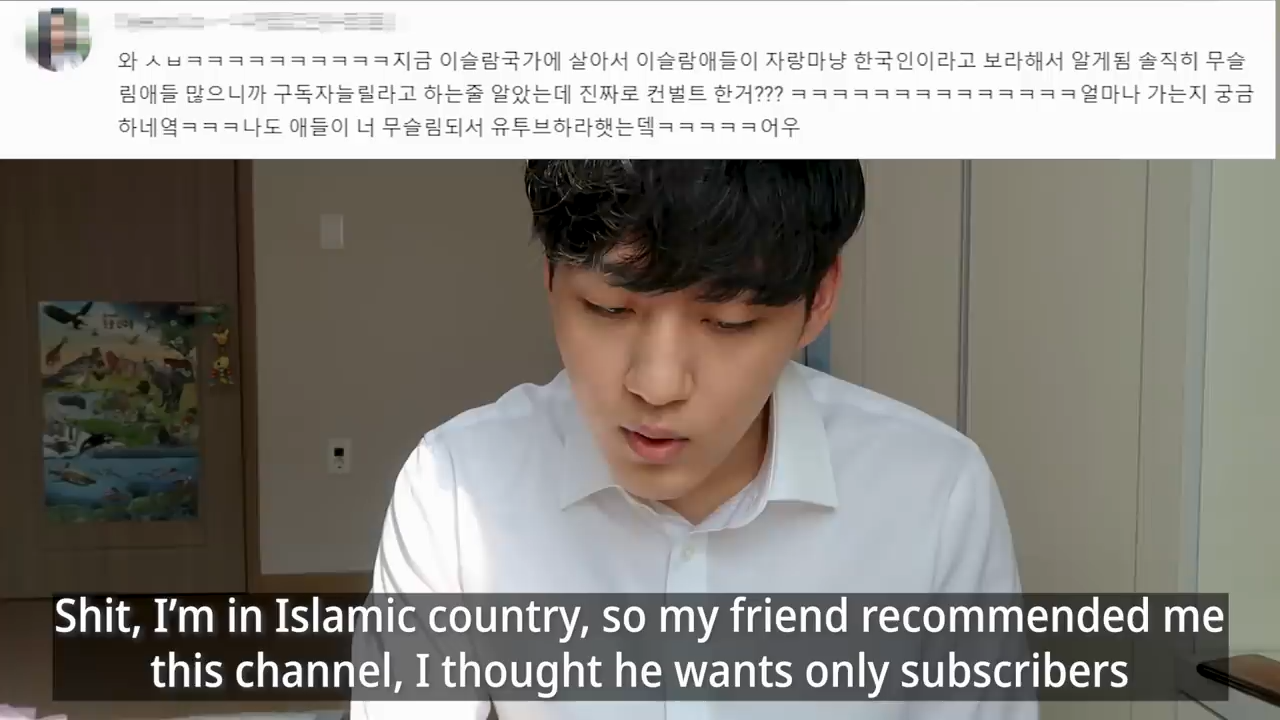 와 ㅅㅂㅋㅋㅋㅋㅋㅋㅋㅋㅋㅋㅋ지금 이슬람국가에 살아서 이슬람애들이 자랑마냥 한국인이라고 보라해서 알게됨 솔직히 무슬
림애들 많으니까 구독자늘릴라고 하는줄 알았는데 진짜로 컨벌트 한거??? ㅋㅋㅋㅋㅋㅋㅋㅋㅋㅋㅋㅋㅋㅋ얼마나 가는지 궁금
하네옄ㅋㅋㅋ나도 애들이 너 무슬림되서 유투브하라햇는뎈ㅋㅋㅋㅋㅋ어우
Shit, I’m in Islamic country, so my friend recommended me
this channel, I thought he wants only subscribers